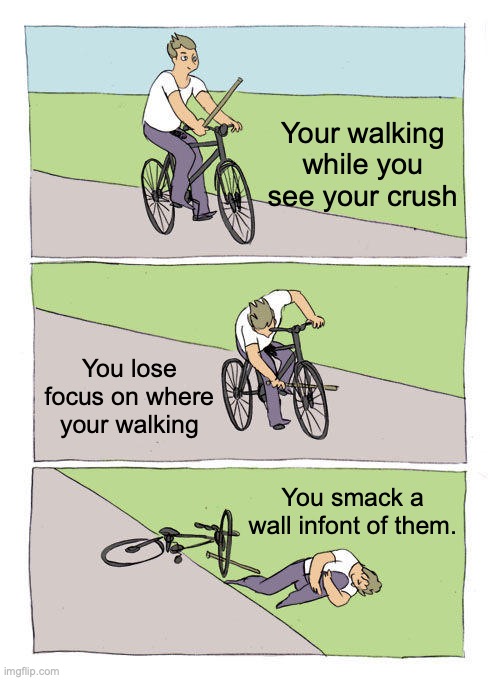 Your walking
while you
see your crush
You lose
focus on where
your walking
You smack a
wall infont of them.
imgflip.com